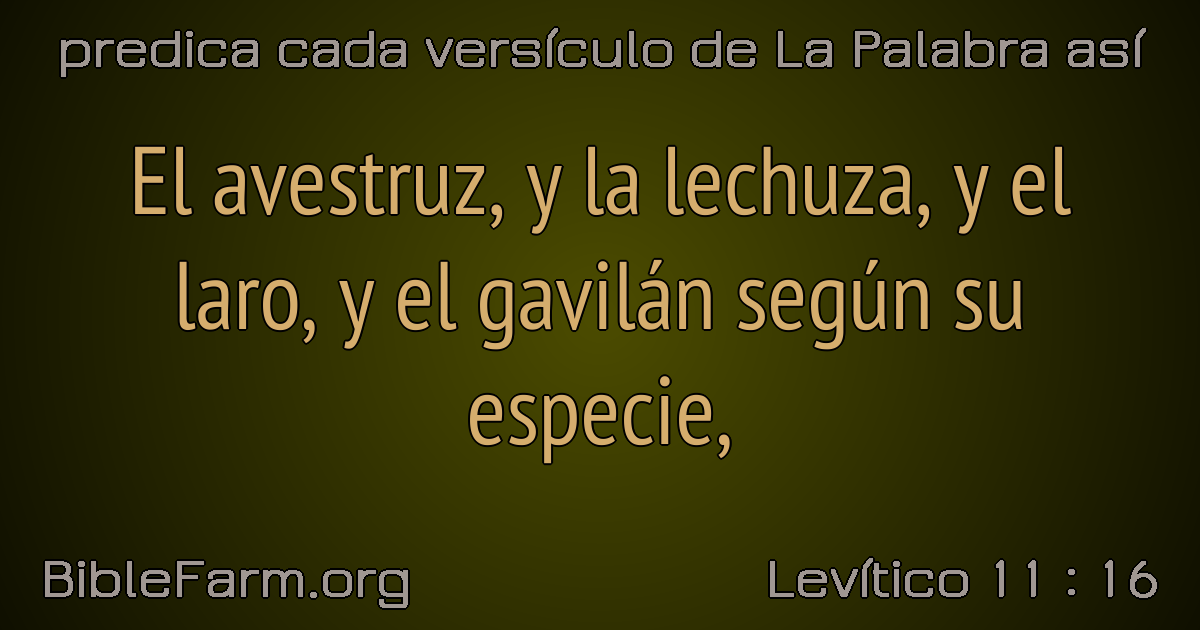 predica cada versículo de La Palabra así
El avestruz, y la lechuza, y el
laro, y el gavilán según su
especie,
BibleFarm.org
Levítico 11 : 16